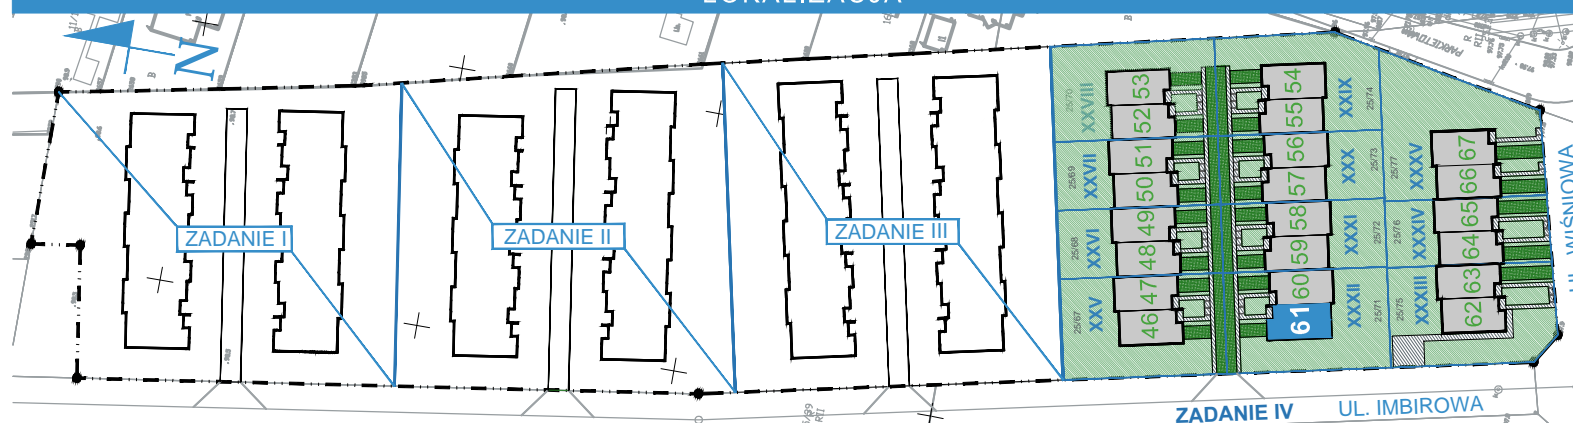 LOKALIZACJA
N
ZADANIE I
ZADANIE II
ZADANIE III
25/70 XXVIII 53 52
25/69 XXVII 51 50
25/68 XXVI 49 48
25/67 XXV 47 46
54 55 XXIX 25/74
56 57 XXX 25/73
58 59 XXXI 25/72
60 61 XXXII 25/71
25/77 XXXV 67 66
25/76 XXXIV 65 64
25/75 XXXIII 63 62
UL. WIŚNIOWA
ZADANIE IV
UL. IMBIROWA